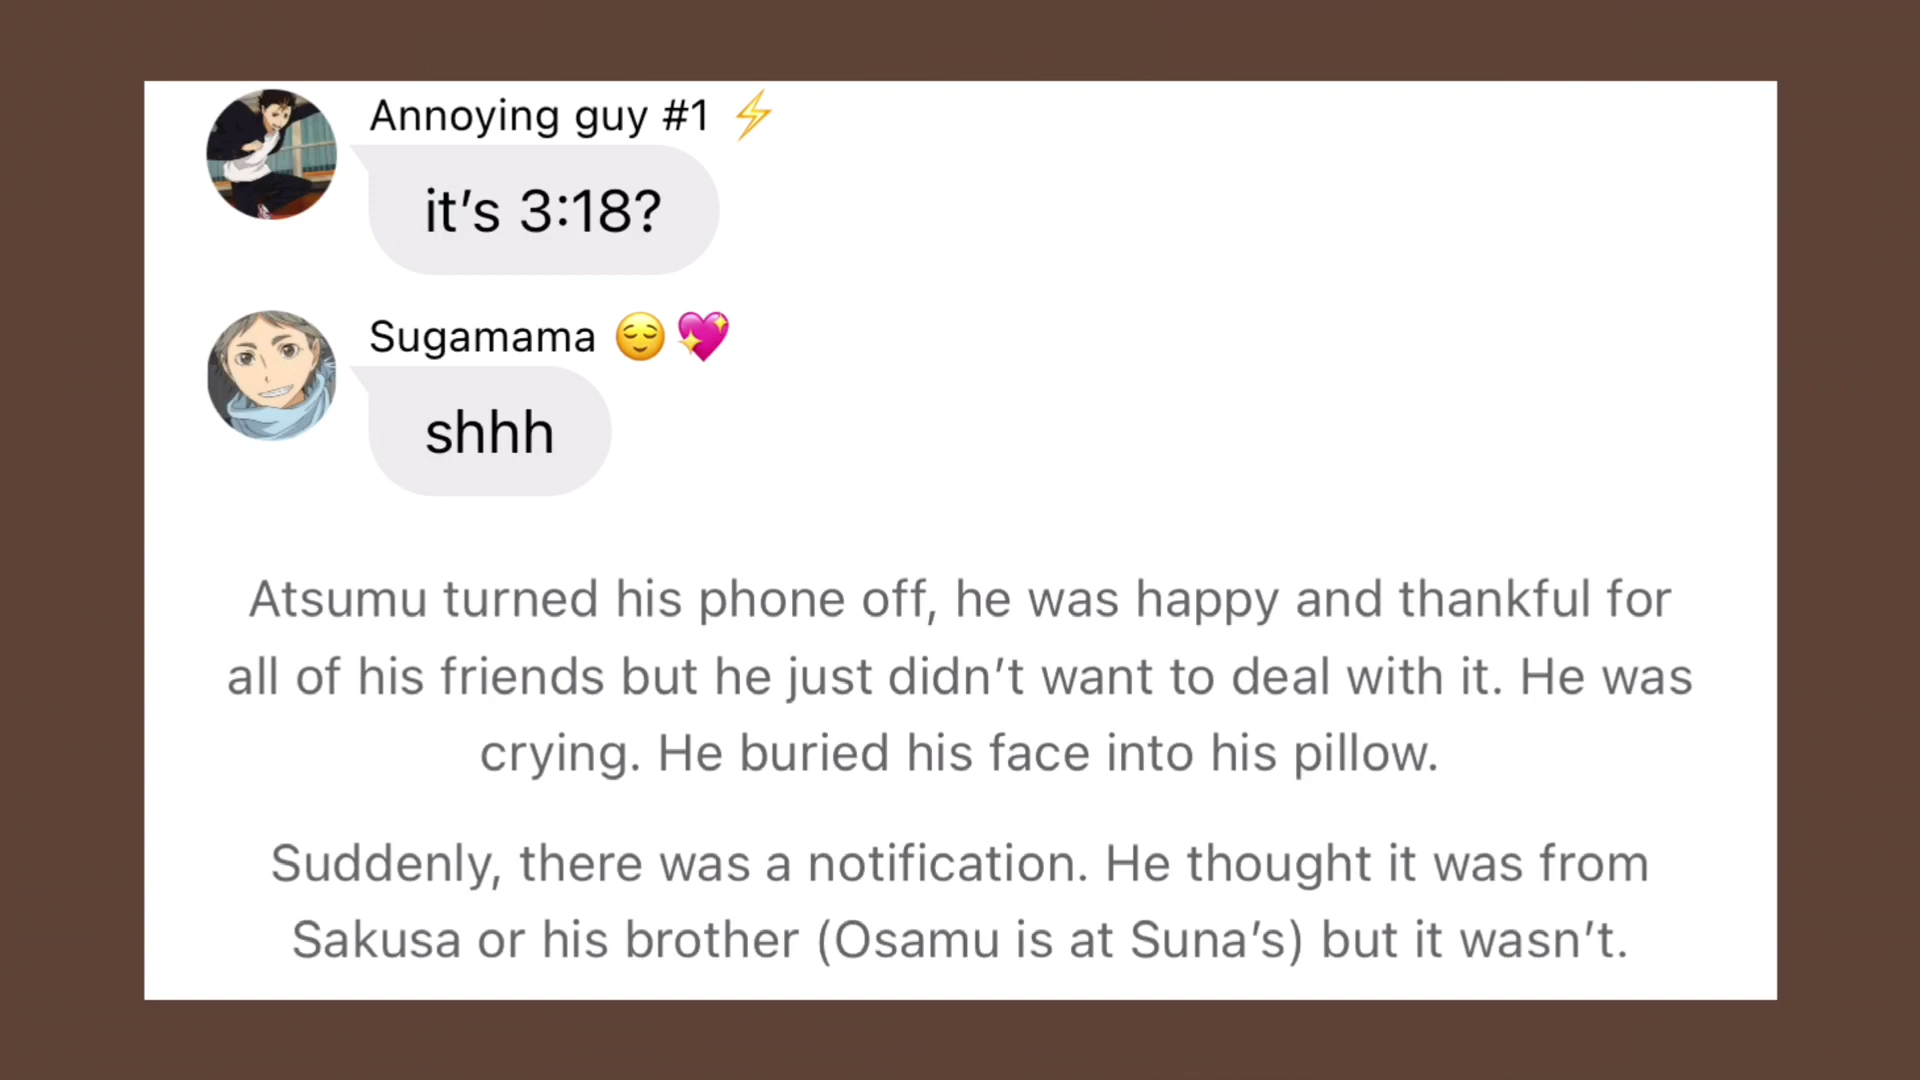 Annoying guy #1 ⚡
it’s 3:18?
Sugamama 😌💖
shhh
Atsumu turned his phone off, he was happy and thankful for
all of his friends but he just didn’t want to deal with it. He was
crying. He buried his face into his pillow.
Suddenly, there was a notification. He thought it was from
Sakusa or his brother (Osamu is at Suna’s) but it wasn’t.